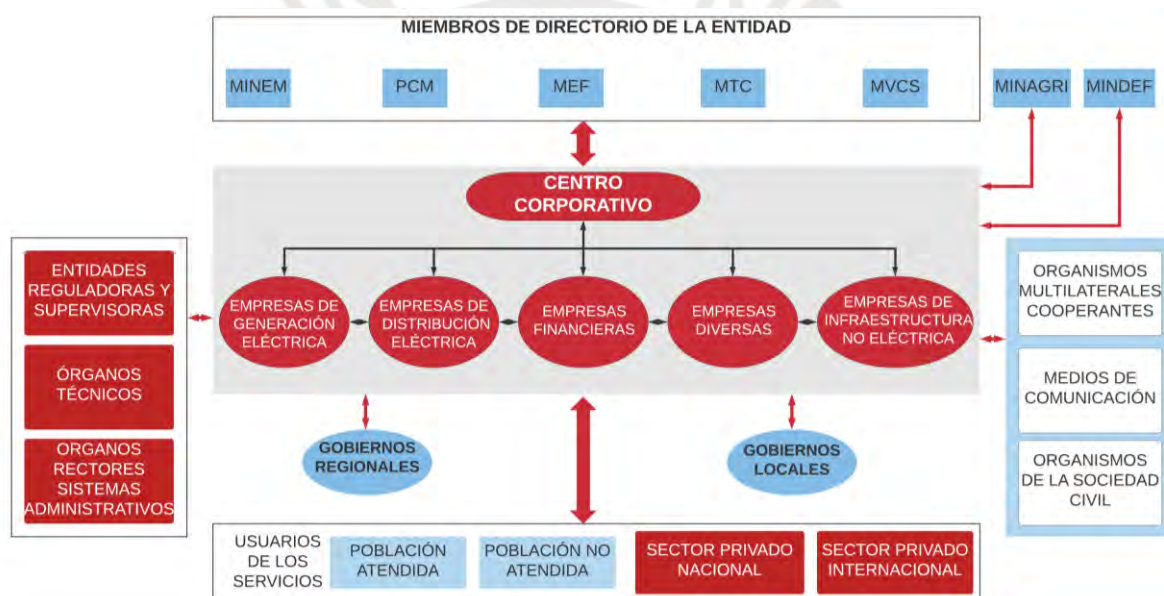 MIEMBROS DE DIRECTORIO DE LA ENTIDAD
MINEM
PCM
MEF
MTC
MVCS
MINAGRI
MINDEF
CENTRO
CORPORATIVO
ENTIDADES
REGULADORAS Y
SUPERVISORAS
ÓRGANOS
TÉCNICOS
ORGANOS
RECTORES
SISTEMAS
ADMINISTRATIVOS
EMPRESAS DE
GENERACIÓN
ELÉCTRICA
EMPRESAS DE
DISTRIBUCIÓN
ELÉCTRICA
EMPRESAS
FINANCIERAS
EMPRESAS
DIVERSAS
EMPRESAS DE
INFRAESTRUCTURA
NO ELÉCTRICA
ORGANISMOS
MULTILATERALES
COOPERANTES
MEDIOS DE
COMUNICACIÓN
ORGANISMOS
DE LA SOCIEDAD
CIVIL
GOBIERNOS
REGIONALES
GOBIERNOS
LOCALES
USUARIOS
DE LOS
SERVICIOS
POBLACIÓN
ATENDIDA
POBLACIÓN NO
ATENDIDA
SECTOR PRIVADO
NACIONAL
SECTOR PRIVADO
INTERNACIONAL